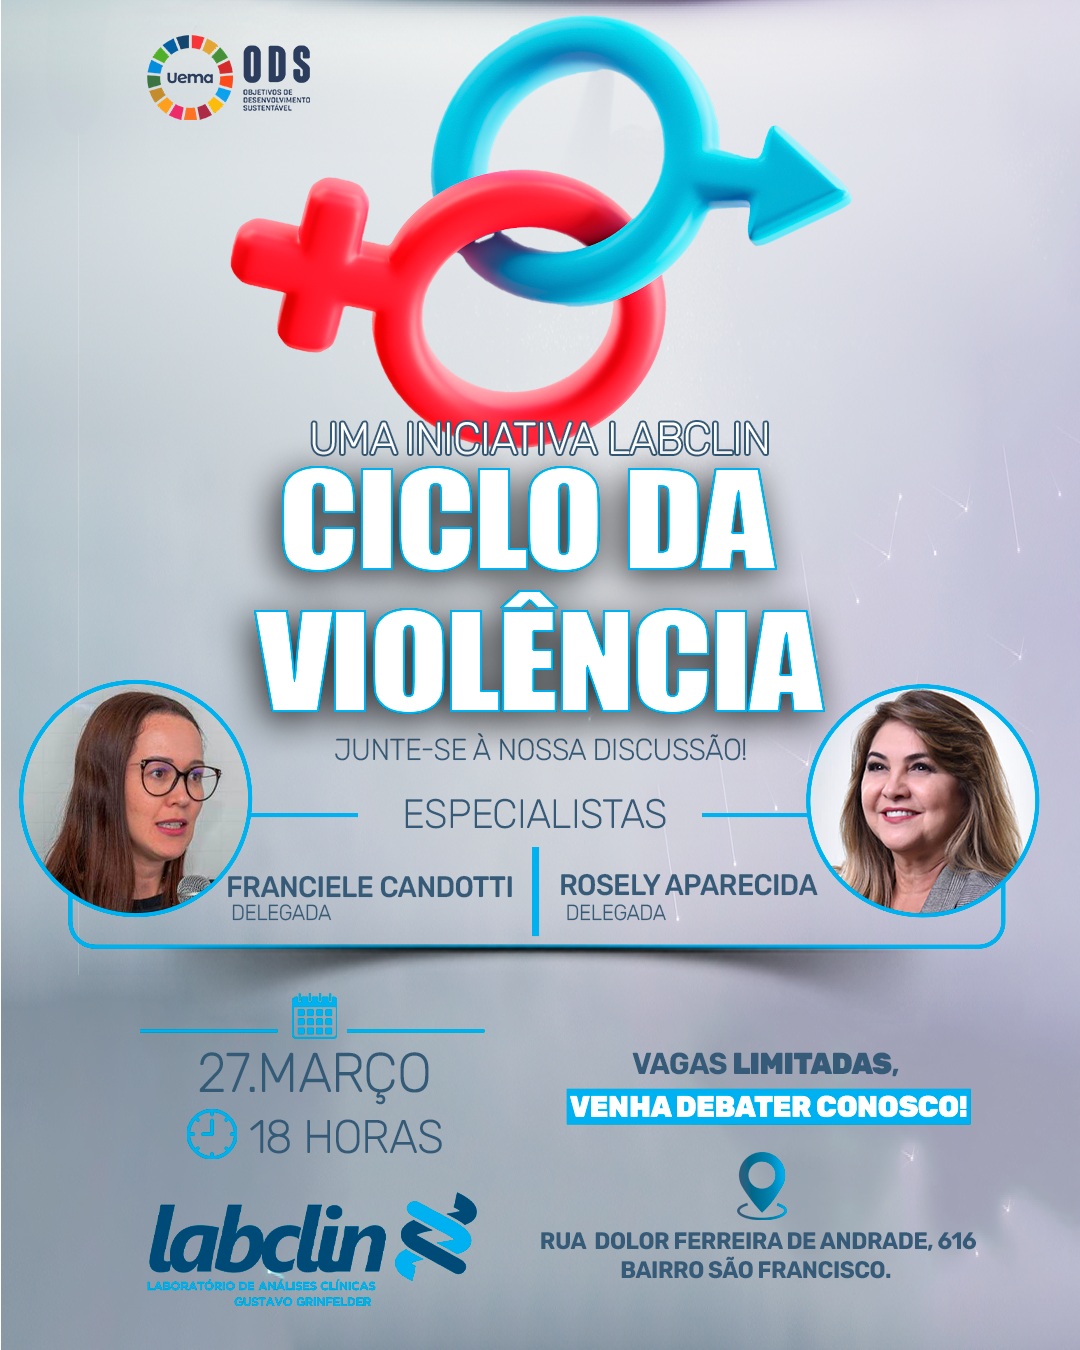 Uema
ODS
OBJETIVOS DE
DESENVOLVIMENTO
SUSTENTÁVEL
UMA INICIATIVA LABCLIN
CICLO DA
VIOLÊNCIA
JUNTE-SE À NOSSA DISCUSSÃO!
ESPECIALISTAS
FRANCIELE CANDOTTI
DELEGADA
ROSELY APARECIDA
DELEGADA
27.MARÇO
18 HORAS
VAGAS LIMITADAS,
VENHA DEBATER CONOSCO!
labclin
LABORATÓRIO DE ANÁLISES CLÍNICAS
GUSTAVO GRINFELDER
RUA DOLOR FERREIRA DE ANDRADE, 616
BAIRRO SÃO FRANCISCO.